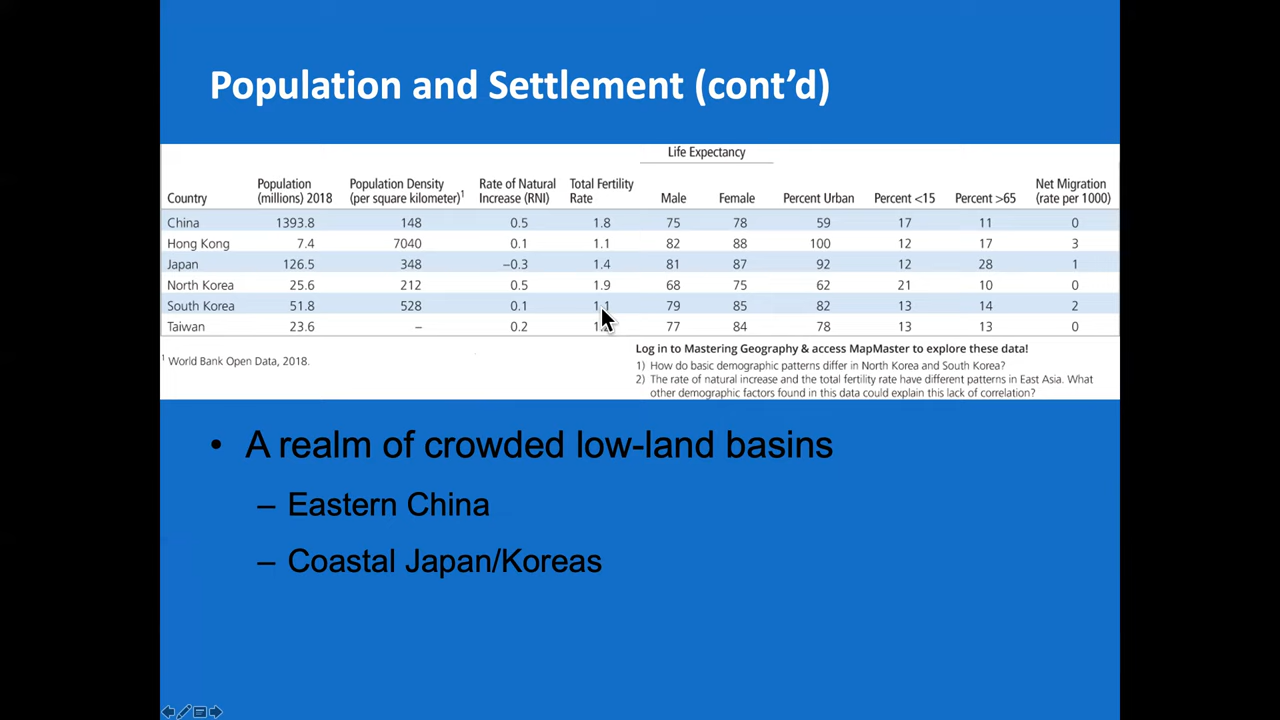 Population and Settlement (cont’d)
Life Expectancy
Country Population (millions) 2018 Population Density (per square kilometer)¹ Rate of Natural Increase (RNI) Total Fertility Rate Male Female Percent Urban Percent <15 Percent >65 Net Migration (rate per 1000)
China 1393.8 148 0.5 1.8 75 78 59 17 11 0
Hong Kong 7.4 7040 0.1 1.1 82 88 100 12 17 3
Japan 126.5 348 −0.3 1.4 81 87 92 12 28 1
North Korea 25.6 212 0.5 1.9 68 75 62 21 10 0
South Korea 51.8 528 0.1 1.1 79 85 82 13 14 2
Taiwan 23.6 – 0.2 77 84 78 13 13 0
¹ World Bank Open Data, 2018.
Log in to Mastering Geography & access MapMaster to explore these data!
1) How do basic demographic patterns differ in North Korea and South Korea?
2) The rate of natural increase and the total fertility rate have different patterns in East Asia. What
other demographic factors found in this data could explain this lack of correlation?
• A realm of crowded low-land basins
– Eastern China
– Coastal Japan/Koreas